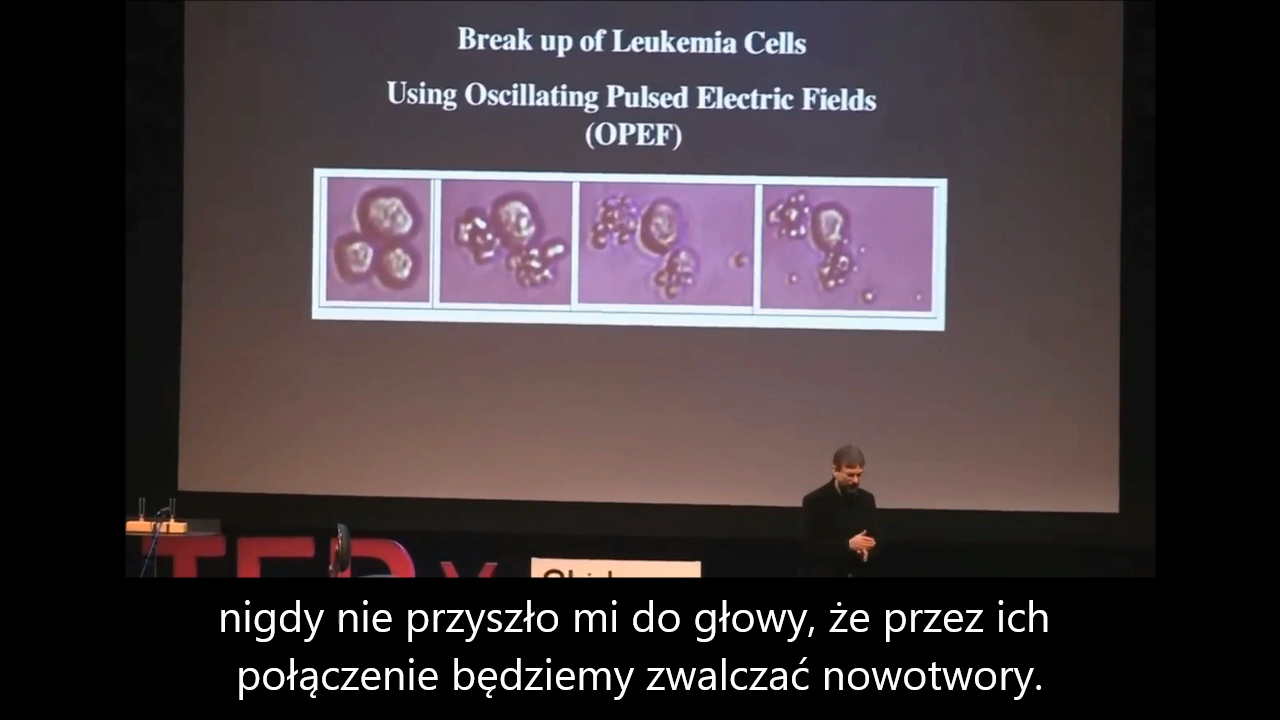 Break up of Leukemia Cells
Using Oscillating Pulsed Electric Fields
(OPEF)
TEDx
nigdy nie przyszło mi do głowy, że przez ich
połączenie będziemy zwalczać nowotwory.